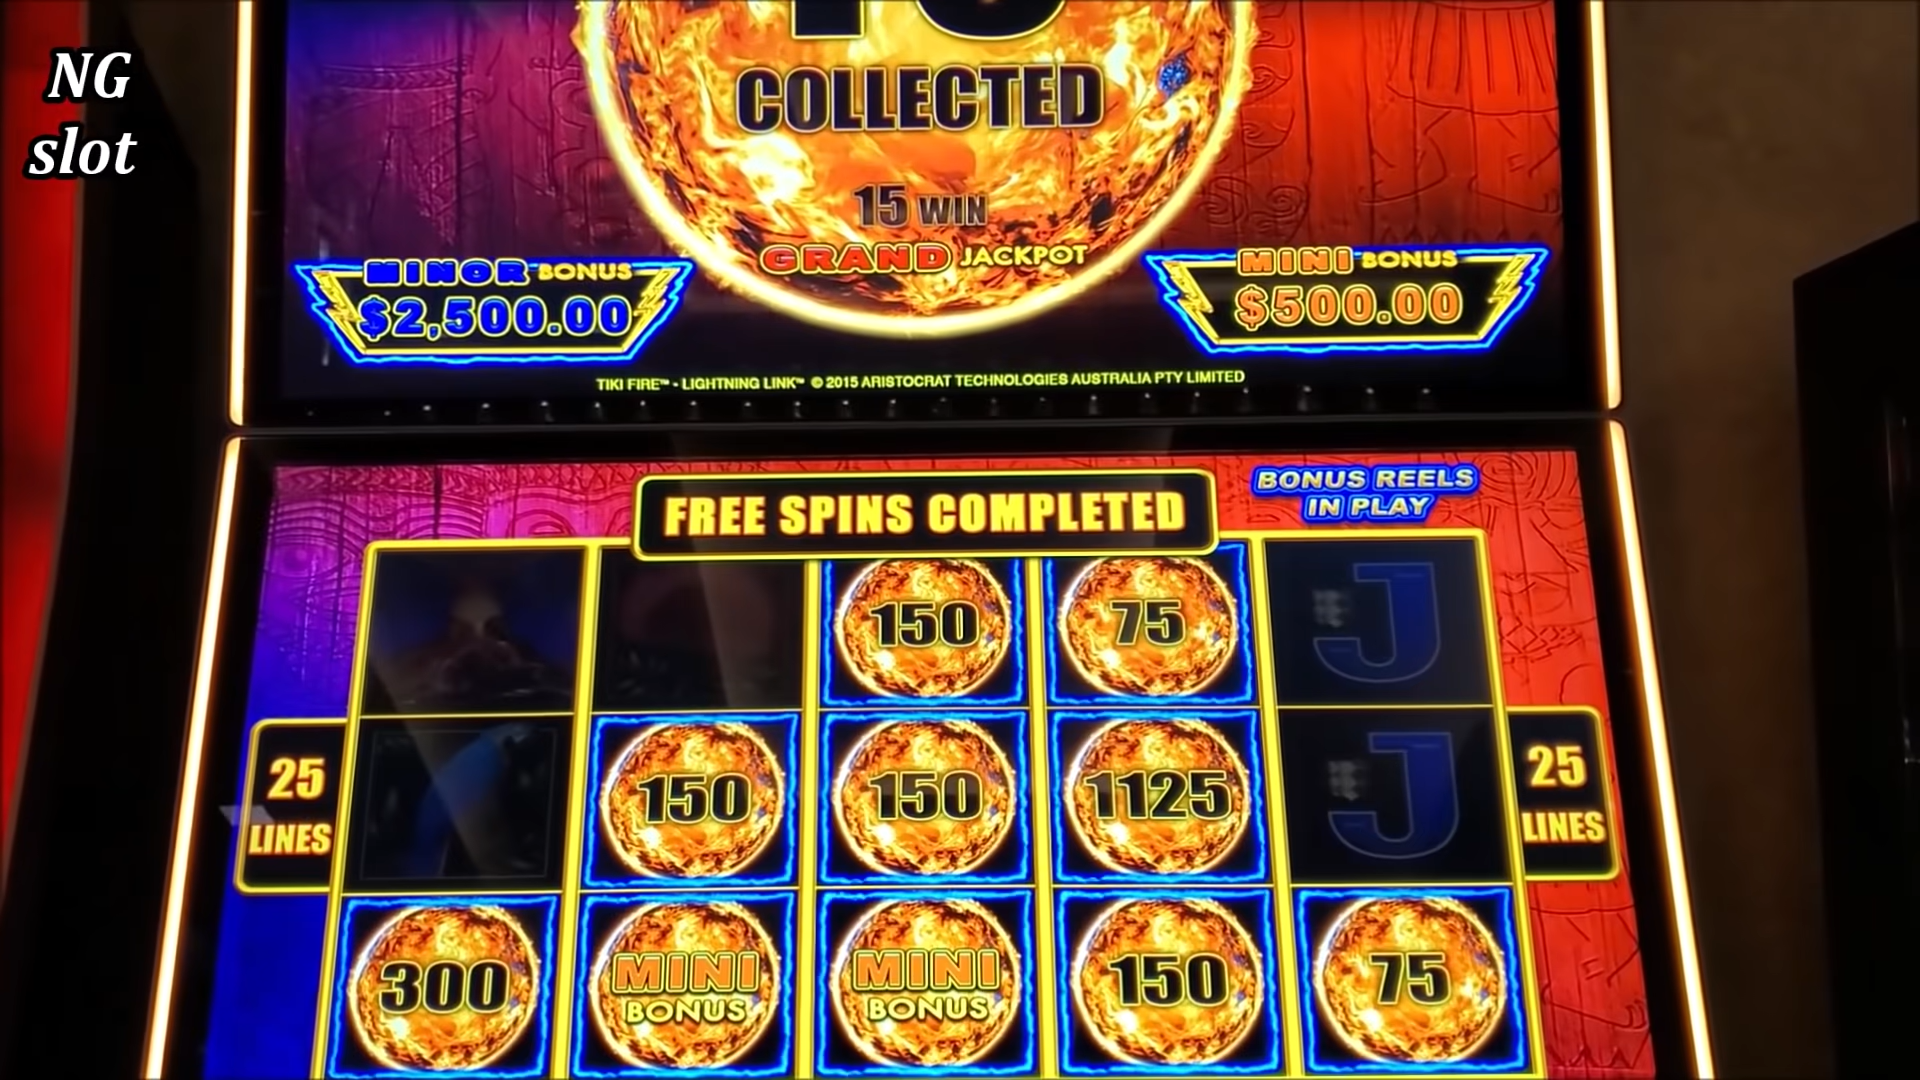 NG
slot
COLLECTED
15 WIN
GRAND JACKPOT
MINOR BONUS
$2,500.00
MINI BONUS
$500.00
TIKI FIRE™ - LIGHTNING LINK™ © 2015 ARISTOCRAT TECHNOLOGIES AUSTRALIA PTY LIMITED
FREE SPINS COMPLETED
BONUS REELS
IN PLAY
150
75
J
25
LINES
150
150
1125
J
25
LINES
300
MINI
BONUS
MINI
BONUS
150
75